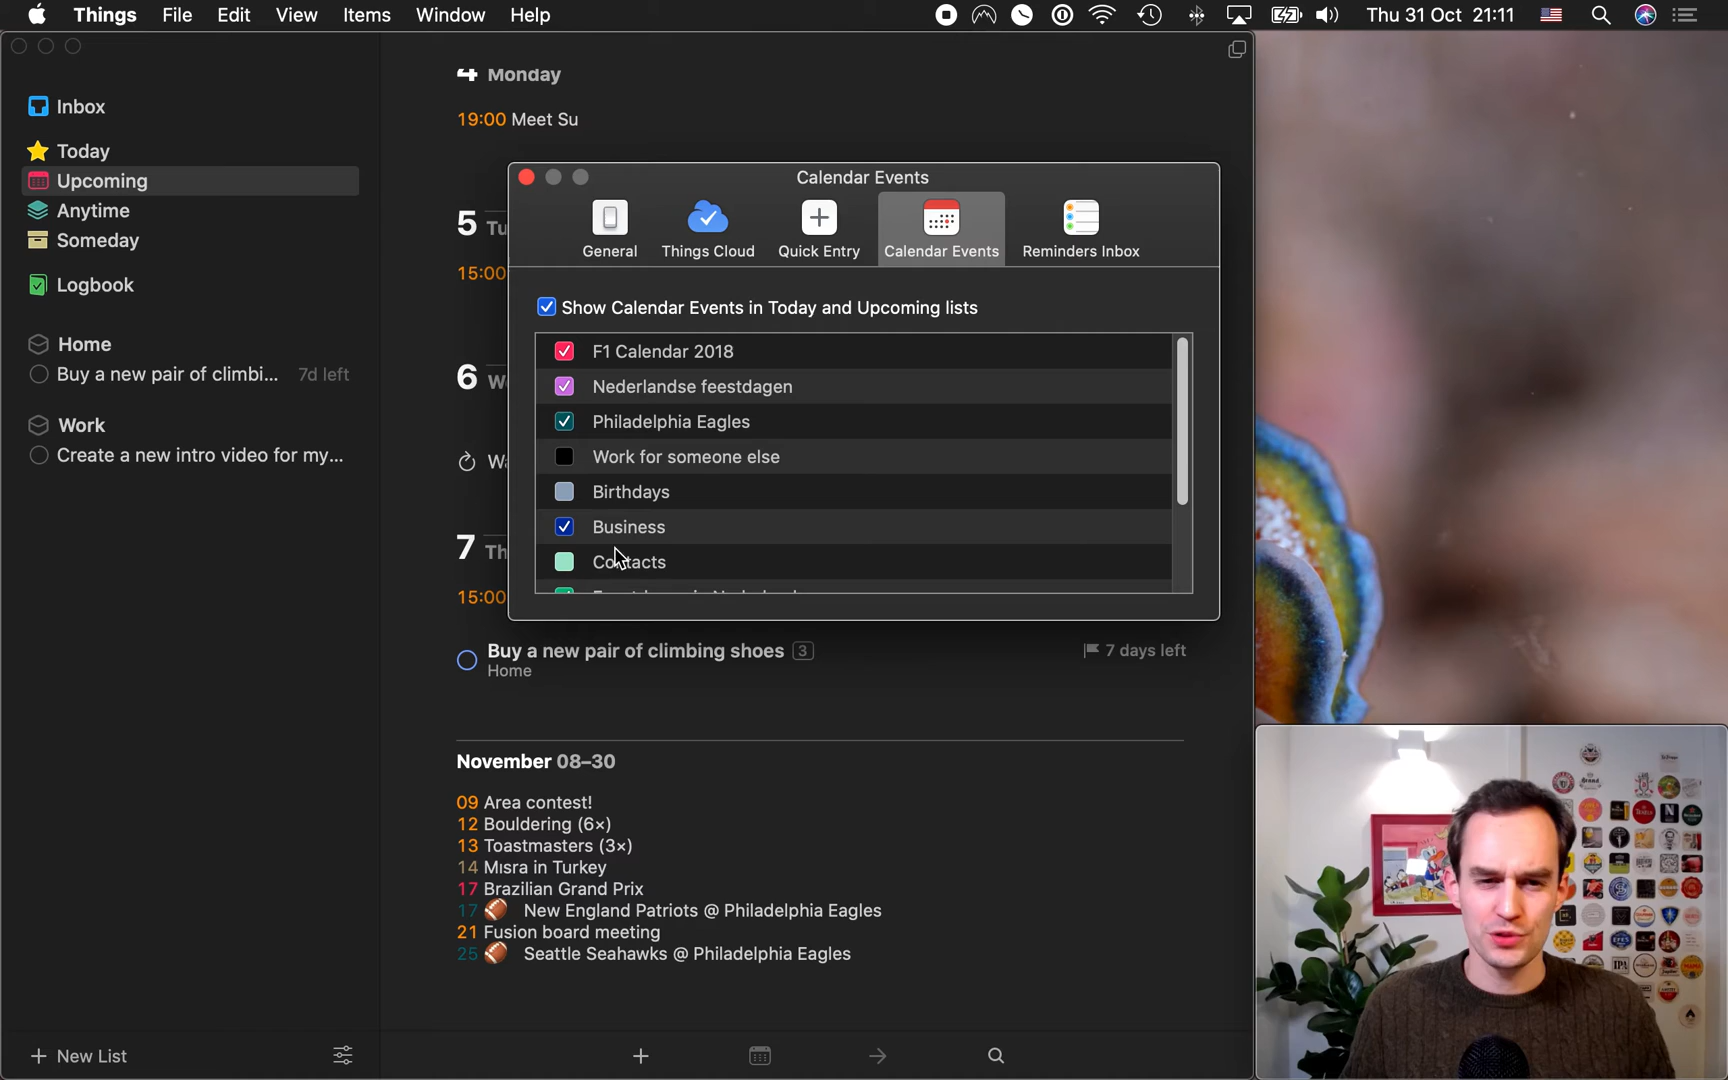 Things File Edit View Items Window Help Thu 31 Oct 21:11
Inbox
Today
Upcoming
Anytime
Someday
Logbook
Home
Buy a new pair of climbi... 7d left
Work
Create a new intro video for my...
New List
4 Monday
19:00 Meet Su
5 Tu
15:00
6 W
Wa
7 Th
15:00
Calendar Events
General Things Cloud Quick Entry Calendar Events Reminders Inbox
Show Calendar Events in Today and Upcoming lists
F1 Calendar 2018
Nederlandse feestdagen
Philadelphia Eagles
Work for someone else
Birthdays
Business
Contacts
Buy a new pair of climbing shoes 3 7 days left
Home
November 08–30
09 Area contest!
12 Bouldering (6×)
13 Toastmasters (3×)
14 Mısra in Turkey
17 Brazilian Grand Prix
17 🏈 New England Patriots @ Philadelphia Eagles
21 Fusion board meeting
25 🏈 Seattle Seahawks @ Philadelphia Eagles